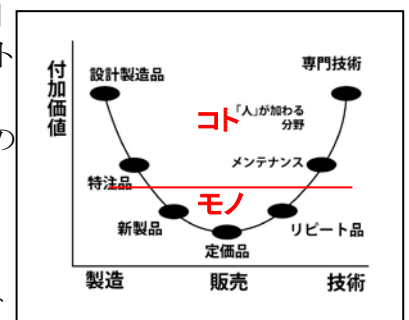 ト
の
付加価値
設計製造品
専門技術
コト
「人」が加わる
分野
メンテナンス
特注品
モノ
新製品
リピート品
定価品
製造
販売
技術